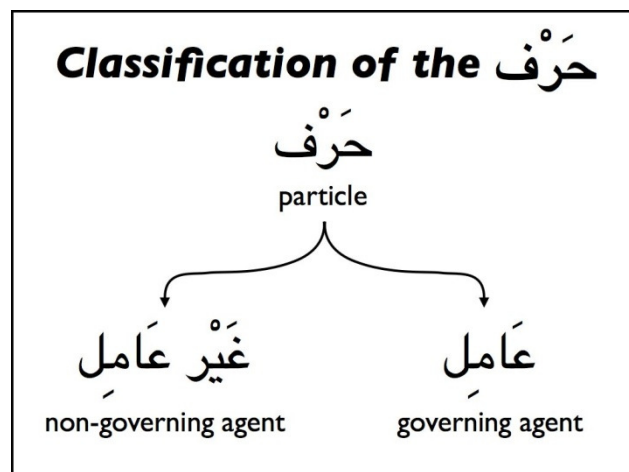 Classification of the حَرْف
حَرْف
particle
غَيْر عَامِل
عَامِل
non-governing agent
governing agent